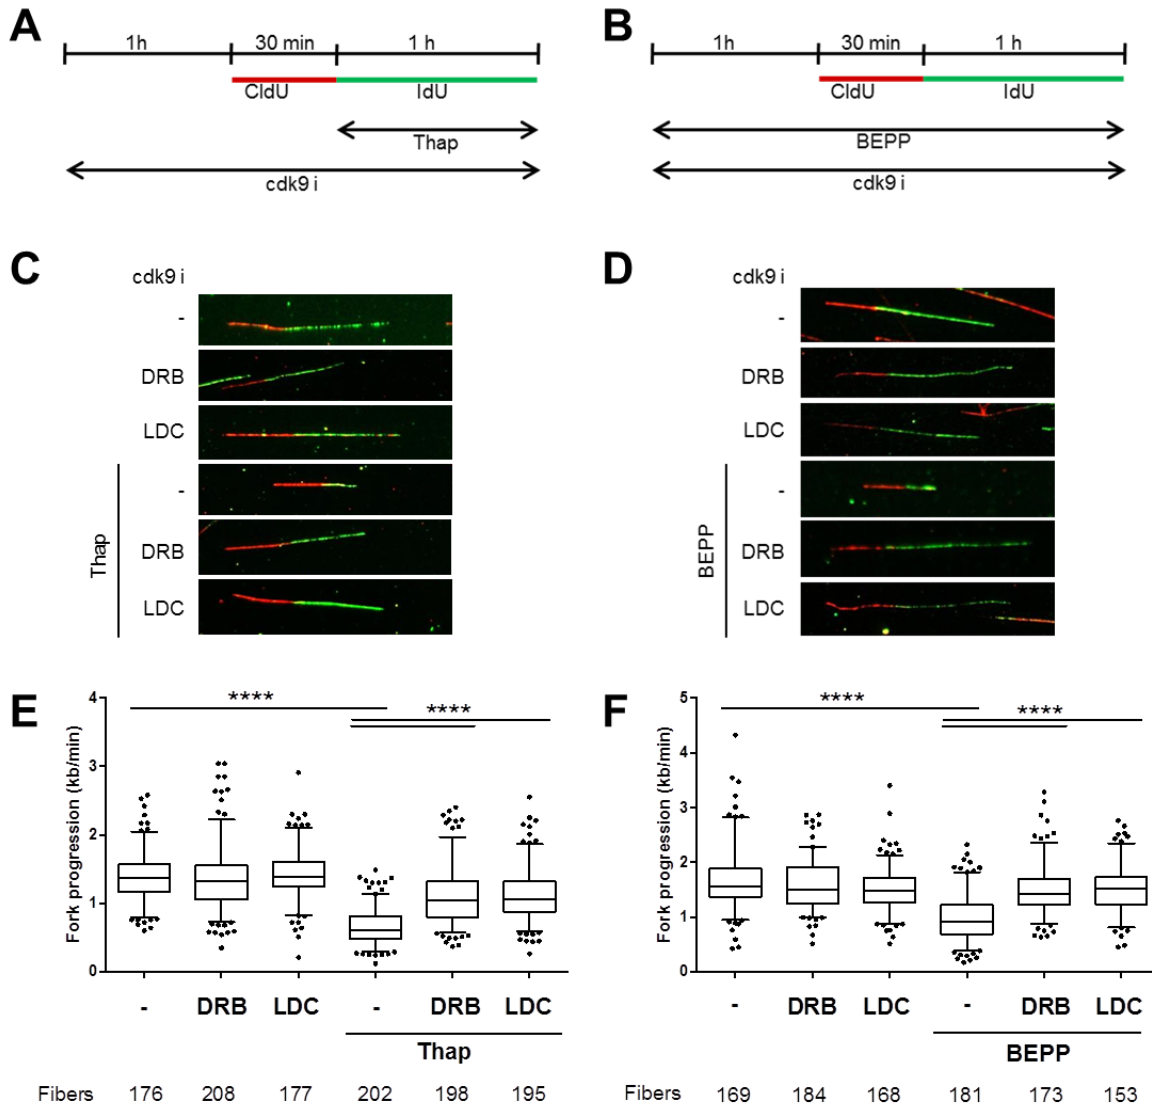 A
1h
30 min
1 h
CldU
IdU
Thap
cdk9 i
B
1h
30 min
1 h
CldU
IdU
BEPP
cdk9 i
C
cdk9 i
-
DRB
LDC
Thap
-
DRB
LDC
D
cdk9 i
-
DRB
LDC
BEPP
-
DRB
LDC
E
Fork progression (kb/min)
4
3
2
1
0
****
****
- DRB LDC - DRB LDC
Thap
Fibers 176 208 177 202 198 195
F
Fork progression (kb/min)
5
4
3
2
1
0
****
****
- DRB LDC - DRB LDC
BEPP
Fibers 169 184 168 181 173 153